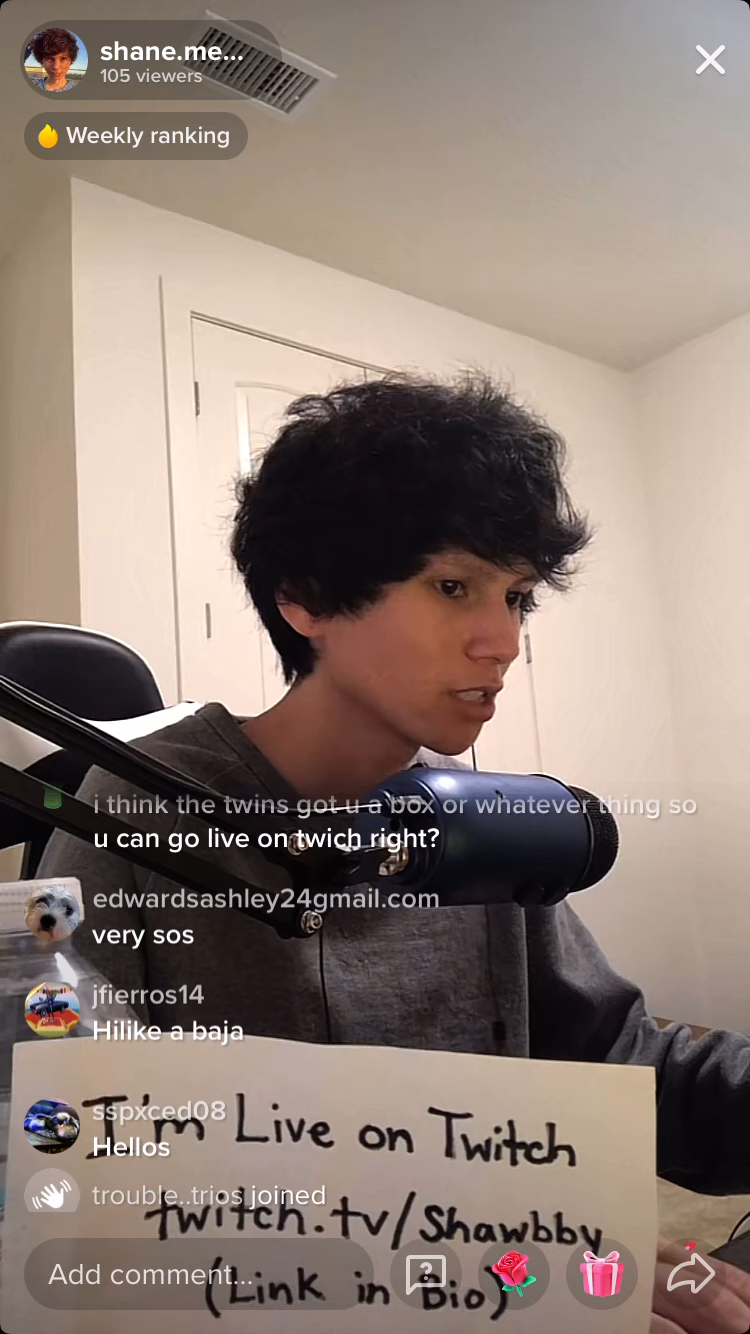 shane.me...
105 viewers
Weekly ranking
i think the twins got u a box or whatever thing so
u can go live on twich right?
edwardsashley24gmail.com
very sos
jfierros14
Hilike a baja
sspxced08
Hellos
trouble..trios joined
I'm Live on Twitch
twitch.tv/Shawbby
(Link in Bio)
Add comment...